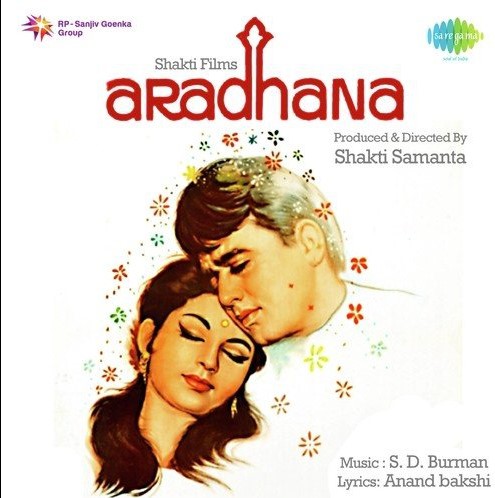 RP - Sanjiv Goenka
Group
saregama
Shakti Films
aRadhana
Produced & Directed By
Shakti Samanta
Music : S. D. Burman
Lyrics: Anand bakshi